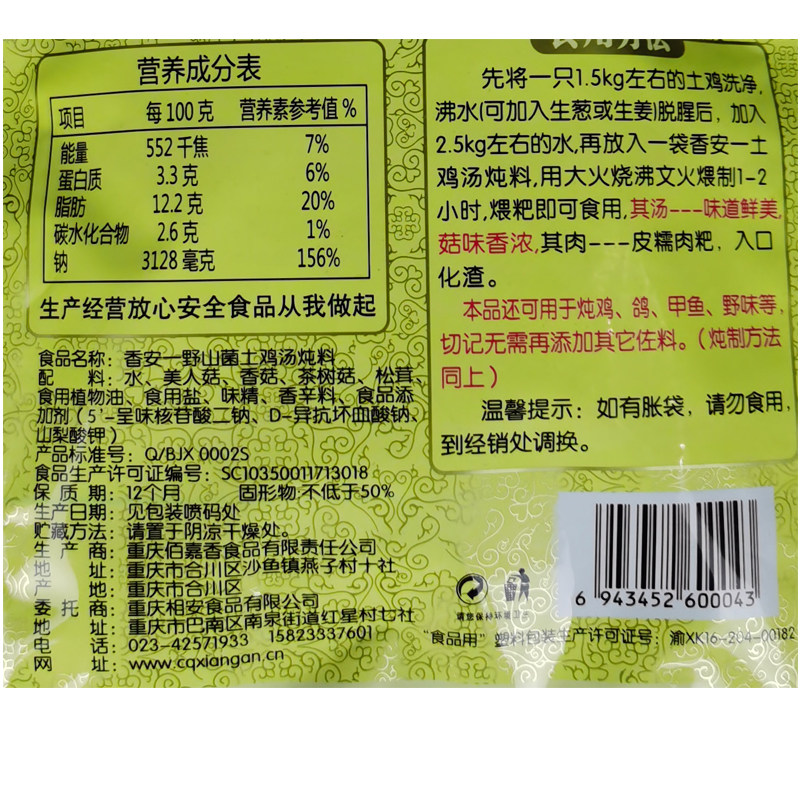 营养成分表
项目 每100克 营养素参考值%
能量 552千焦 7%
蛋白质 3.3克 6%
脂肪 12.2克 20%
碳水化合物 2.6克 1%
钠 3128毫克 156%
生产经营放心安全食品从我做起
食品名称：香安一野山菌土鸡汤炖料
配 料：水、美人菇、香菇、茶树菇、松茸、
食用植物油、食用盐、味精、香辛料、食品添
加剂（5'-呈味核苷酸二钠、D-异抗坏血酸钠、
山梨酸钾）
产品标准号：Q/BJX 0002S
食品生产许可证编号：SC10350011713018
保 质 期：12个月 固形物:不低于50%
生产日期：见包装喷码处
贮藏方法：请置于阴凉干燥处。
生 产 商：重庆佰嘉香食品有限责任公司
地 址：重庆市合川区沙鱼镇燕子村十社
产 地：重庆市合川区
委 托 商：重庆相安食品有限公司
地 址：重庆市巴南区南泉街道红星村七社
电 话：023-42571933 15823337601
网 址：www.cqxiangan.cn
食用方法
先将一只1.5kg左右的土鸡洗净,
沸水(可加入生葱或生姜)脱腥后，加入
2.5kg左右的水,再放入一袋香安一土
鸡汤炖料,用大火烧沸文火煨制1-2
小时,煨粑即可食用,其汤---味道鲜美,
菇味香浓,其肉---皮糯肉粑，入口
化渣。
本品还可用于炖鸡、鸽、甲鱼、野味等,
切记无需再添加其它佐料。(炖制方法
同上)
温馨提示：如有胀袋，请勿食用,
到经销处调换。
6 943452 600043
"食品用"塑料包装生产许可证号：渝XK16-204-00182